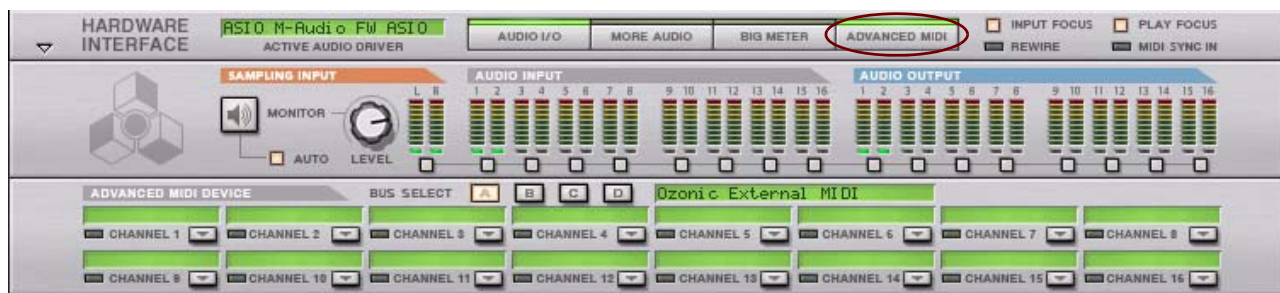 HARDWARE INTERFACE
ASIO M-Audio FW ASIO
ACTIVE AUDIO DRIVER
AUDIO I/O MORE AUDIO BIG METER ADVANCED MIDI
INPUT FOCUS PLAY FOCUS
REWIRE MIDI SYNC IN
SAMPLING INPUT AUDIO INPUT AUDIO OUTPUT
L R 1 2 3 4 5 6 7 8 9 10 11 12 13 14 15 16 1 2 3 4 5 6 7 8 9 10 11 12 13 14 15 16
MONITOR
AUTO LEVEL
ADVANCED MIDI DEVICE BUS SELECT A B C D Ozonic External MIDI
CHANNEL 1 CHANNEL 2 CHANNEL 3 CHANNEL 4 CHANNEL 5 CHANNEL 6 CHANNEL 7 CHANNEL 8
CHANNEL 9 CHANNEL 10 CHANNEL 11 CHANNEL 12 CHANNEL 13 CHANNEL 14 CHANNEL 15 CHANNEL 16